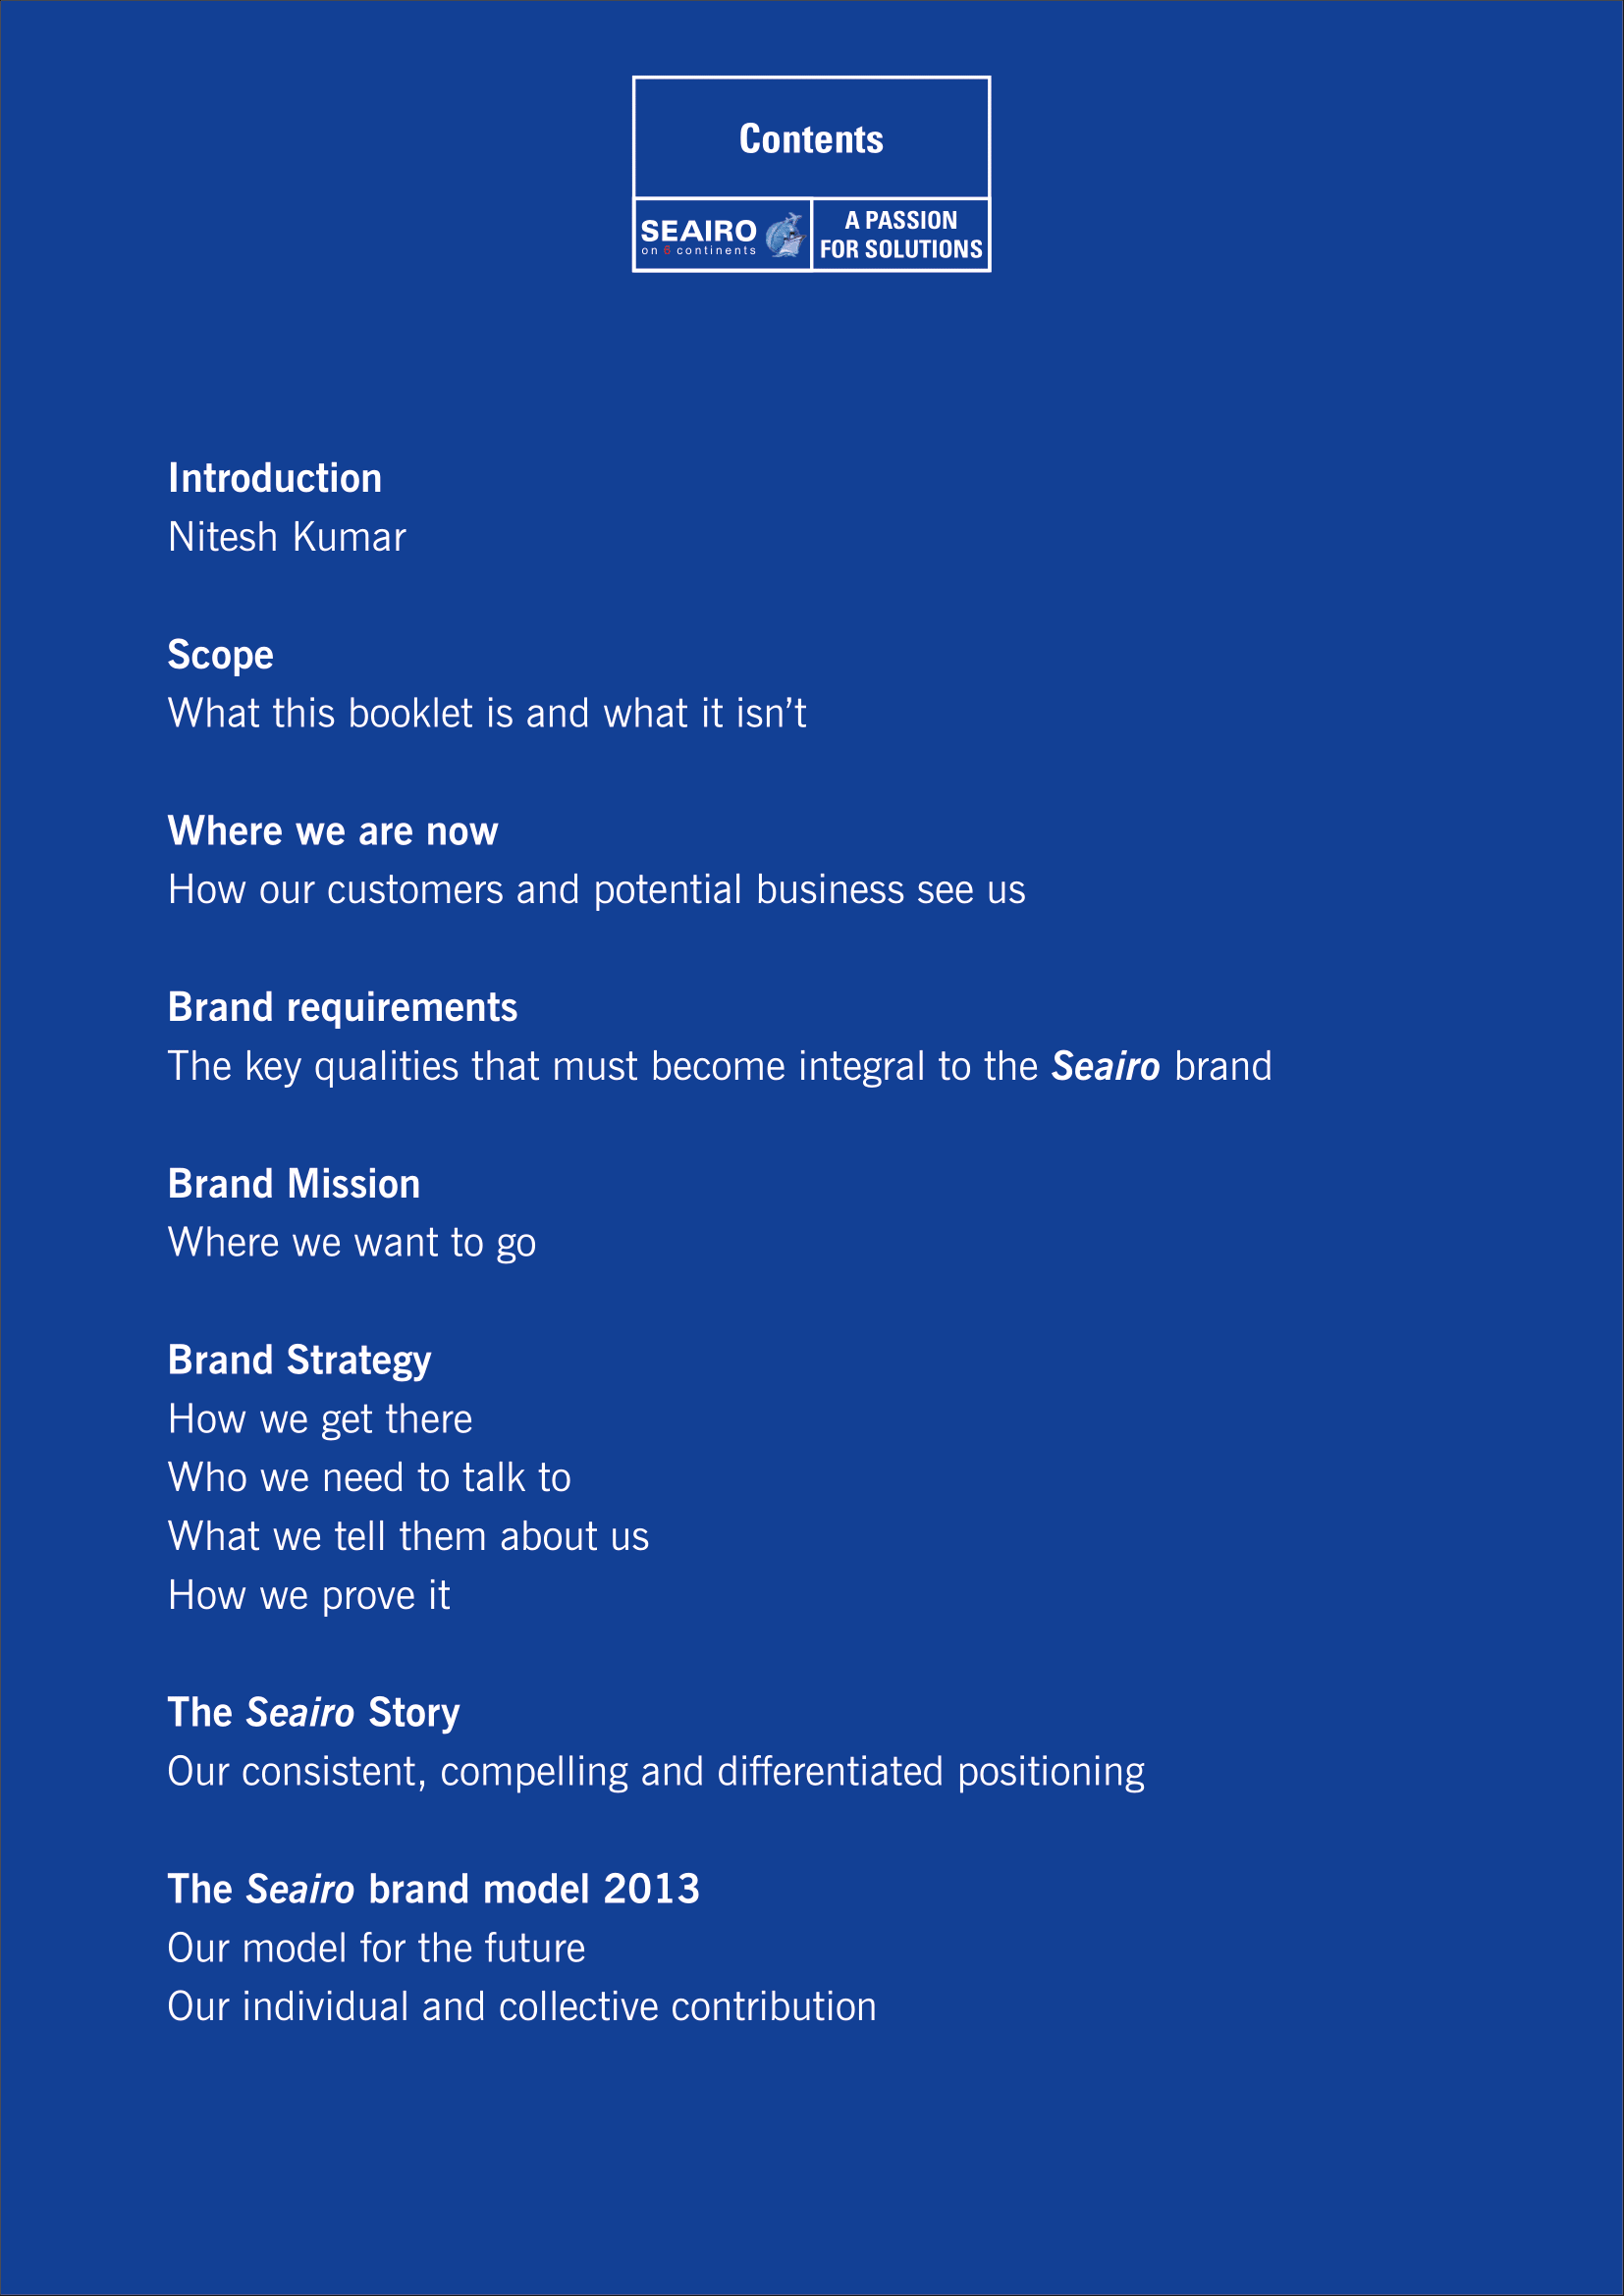 Contents
SEAIRO
on 6 continents
A PASSION
FOR SOLUTIONS
Introduction
Nitesh Kumar
Scope
What this booklet is and what it isn’t
Where we are now
How our customers and potential business see us
Brand requirements
The key qualities that must become integral to the Seairo brand
Brand Mission
Where we want to go
Brand Strategy
How we get there
Who we need to talk to
What we tell them about us
How we prove it
The Seairo Story
Our consistent, compelling and differentiated positioning
The Seairo brand model 2013
Our model for the future
Our individual and collective contribution